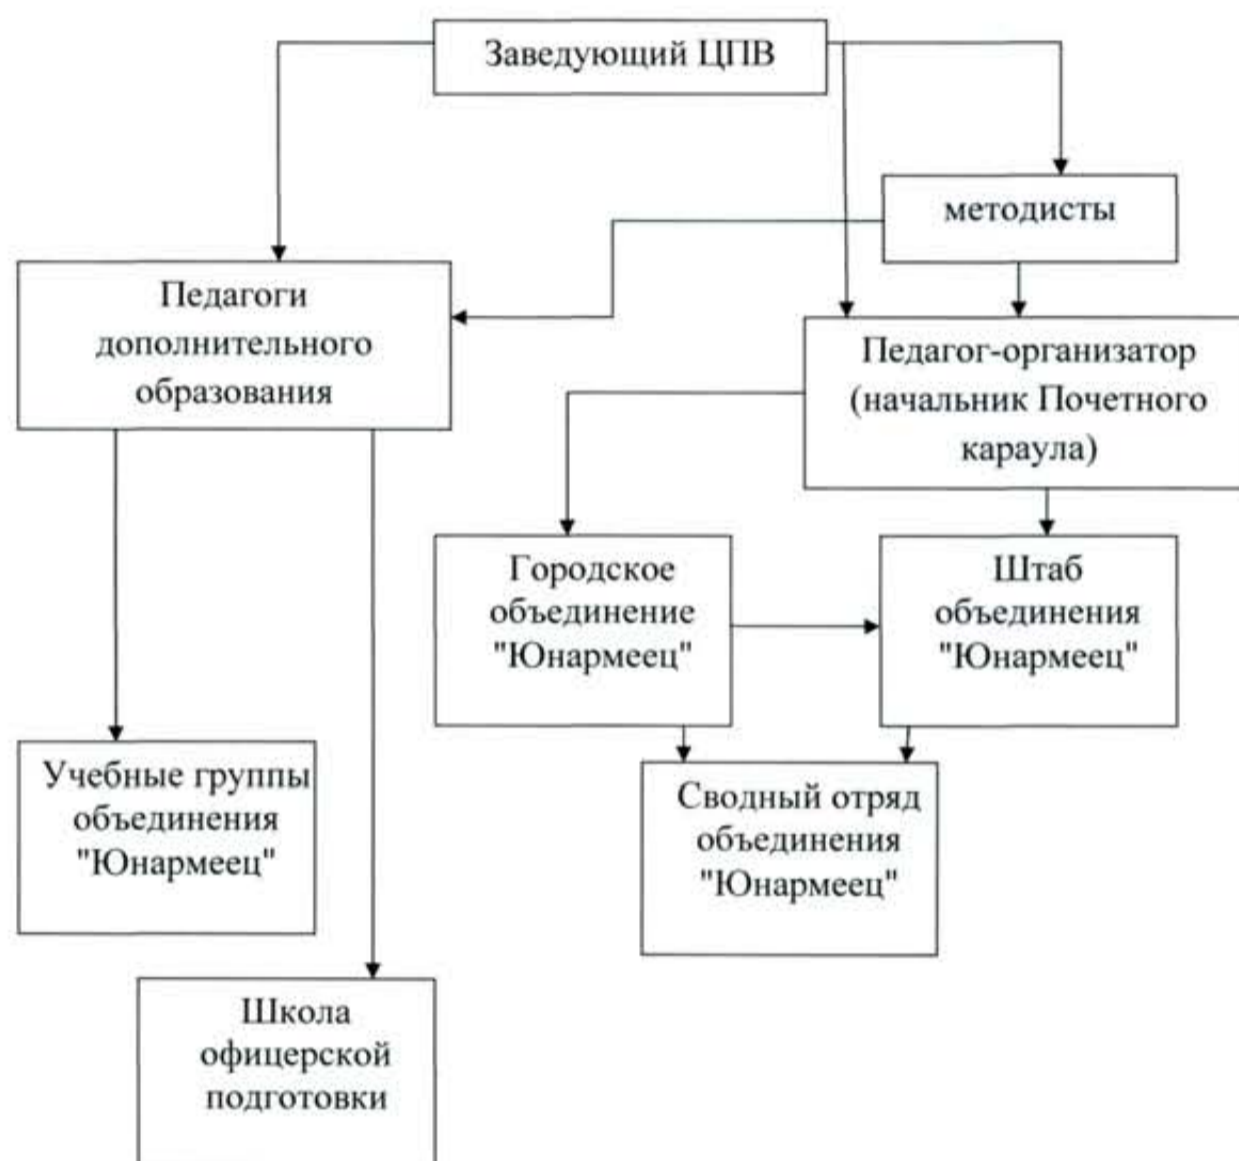 Заведующий ЦПВ
методисты
Педагоги
дополнительного
образования
Педагог-организатор
(начальник Почетного
караула)
Городское
объединение
"Юнармеец"
Штаб
объединения
"Юнармеец"
Учебные группы
объединения
"Юнармеец"
Сводный отряд
объединения
"Юнармеец"
Школа
офицерской
подготовки